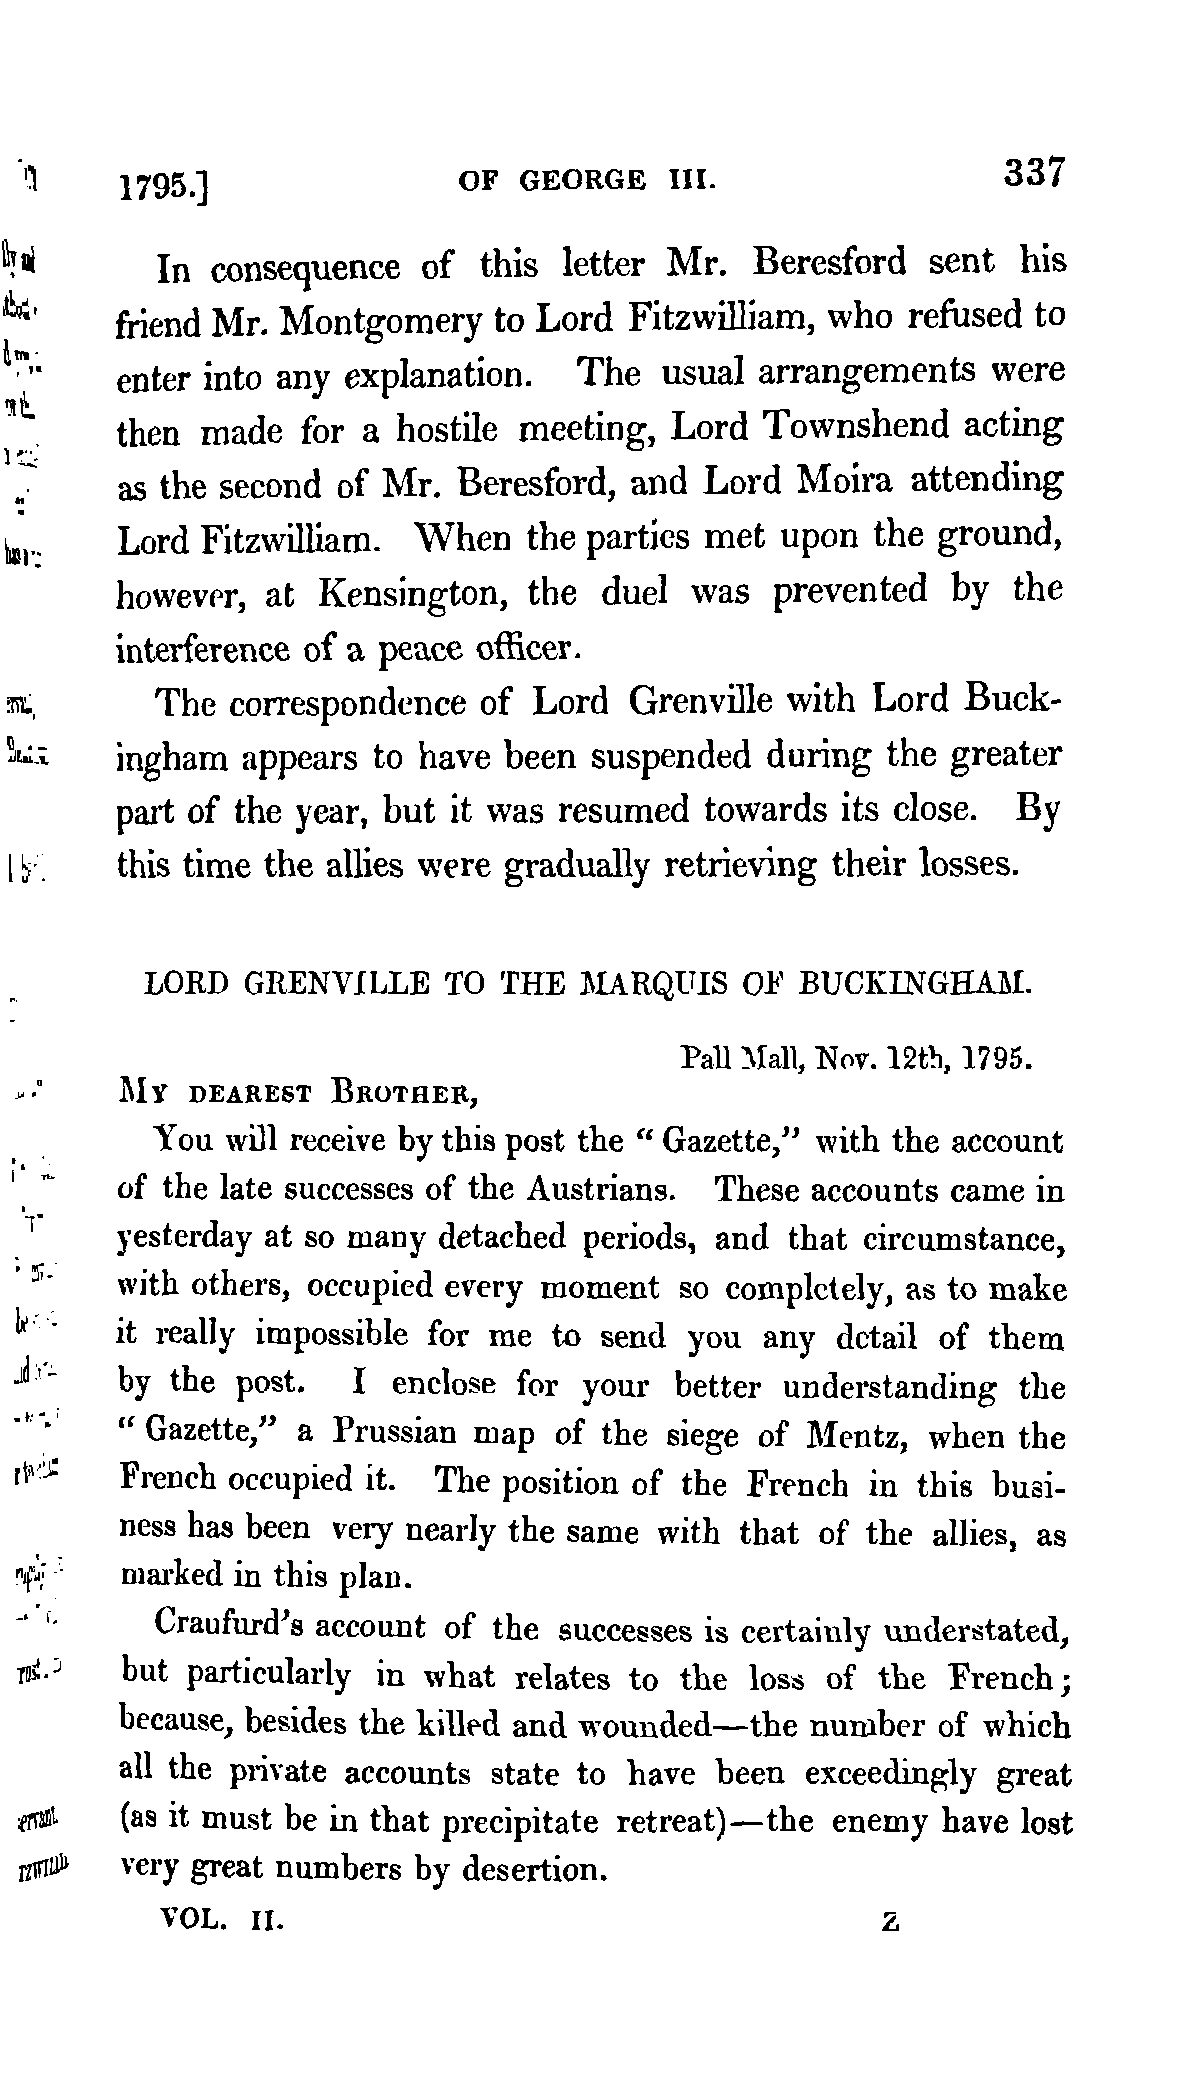 1795.] OF GEORGE III. 337
In consequence of this letter Mr. Beresford sent his
friend Mr. Montgomery to Lord Fitzwilliam, who refused to
enter into any explanation. The usual arrangements were
then made for a hostile meeting, Lord Townshend acting
as the second of Mr. Beresford, and Lord Moira attending
Lord Fitzwilliam. When the parties met upon the ground,
however, at Kensington, the duel was prevented by the
interference of a peace officer.
The correspondence of Lord Grenville with Lord Buck-
ingham appears to have been suspended during the greater
part of the year, but it was resumed towards its close. By
this time the allies were gradually retrieving their losses.
LORD GRENVILLE TO THE MARQUIS OF BUCKINGHAM.
Pall Mall, Nov. 12th, 1795.
MY DEAREST BROTHER,
You will receive by this post the "Gazette," with the account
of the late successes of the Austrians. These accounts came in
yesterday at so many detached periods, and that circumstance,
with others, occupied every moment so completely, as to make
it really impossible for me to send you any detail of them
by the post. I enclose for your better understanding the
"Gazette," a Prussian map of the siege of Mentz, when the
French occupied it. The position of the French in this busi-
ness has been very nearly the same with that of the allies, as
marked in this plan.
Craufurd's account of the successes is certainly understated,
but particularly in what relates to the loss of the French;
because, besides the killed and wounded—the number of which
all the private accounts state to have been exceedingly great
(as it must be in that precipitate retreat)—the enemy have lost
very great numbers by desertion.
VOL. II. Z